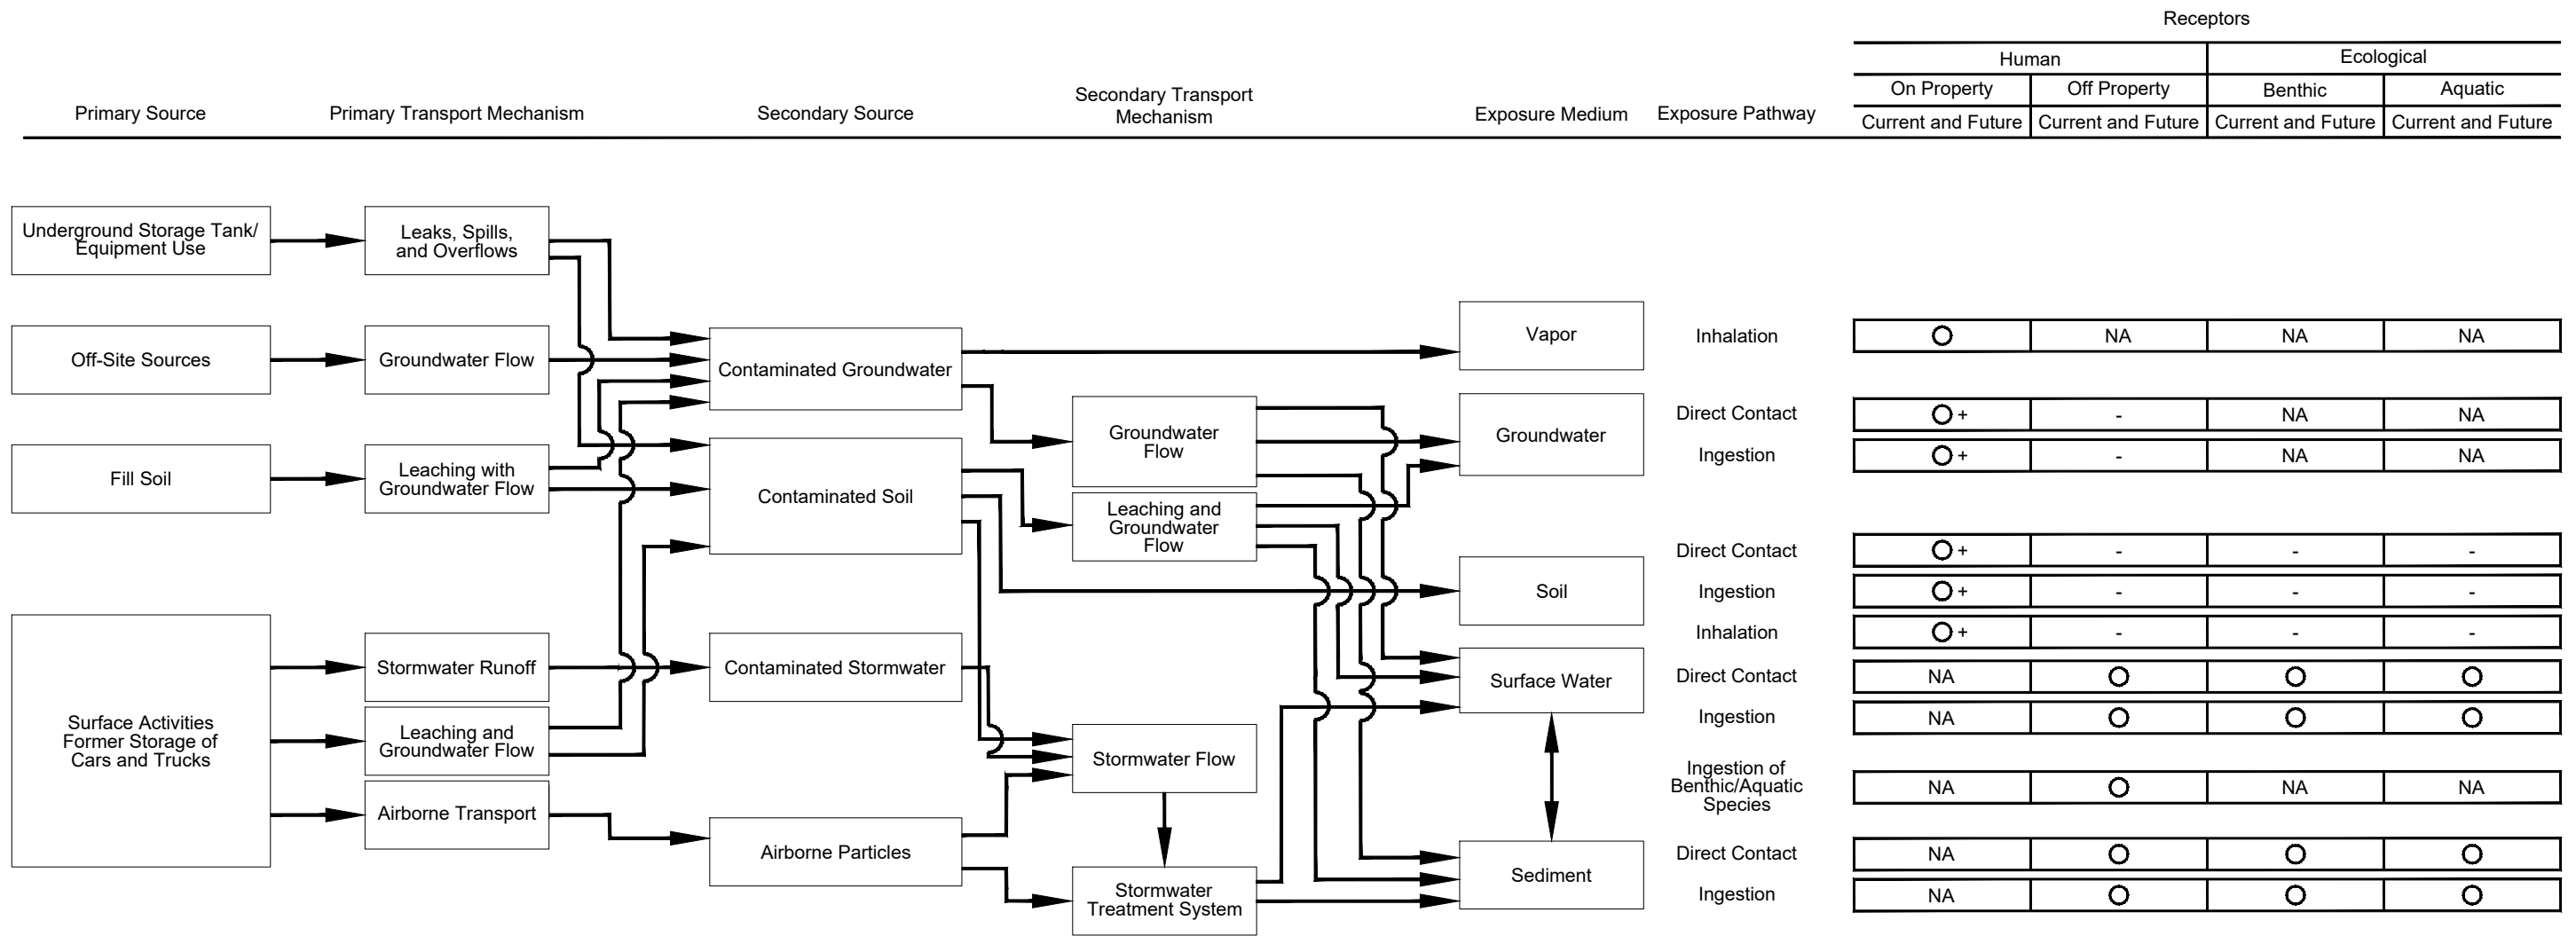 Receptors
Human
Ecological
On Property
Off Property
Benthic
Aquatic
Primary Source
Primary Transport Mechanism
Secondary Source
Secondary Transport
Mechanism
Exposure Medium
Exposure Pathway
Current and Future
Current and Future
Current and Future
Current and Future
Underground Storage Tank/
Equipment Use
Leaks, Spills,
and Overflows
Off-Site Sources
Groundwater Flow
Contaminated Groundwater
Vapor
Inhalation
NA
NA
NA
Groundwater
Flow
Groundwater
Direct Contact
+
-
NA
NA
Ingestion
+
-
NA
NA
Fill Soil
Leaching with
Groundwater Flow
Contaminated Soil
Leaching and
Groundwater
Flow
Soil
Direct Contact
+
-
-
-
Ingestion
+
-
-
-
Inhalation
+
-
-
-
Surface Activities
Former Storage of
Cars and Trucks
Stormwater Runoff
Contaminated Stormwater
Surface Water
Direct Contact
NA
Ingestion
NA
Leaching and
Groundwater Flow
Stormwater Flow
Ingestion of
Benthic/Aquatic
Species
NA
NA
NA
Airborne Transport
Airborne Particles
Stormwater
Treatment System
Sediment
Direct Contact
NA
Ingestion
NA